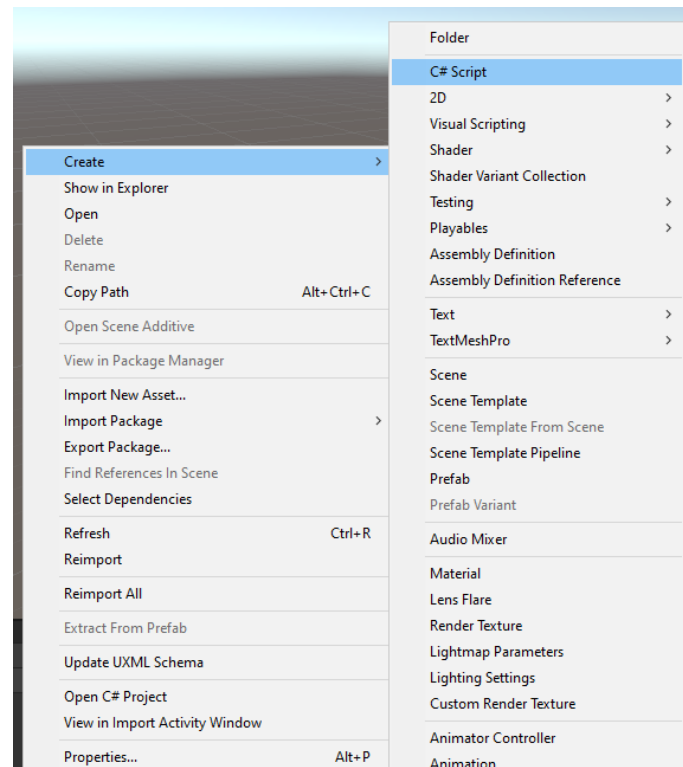 Create
Show in Explorer
Open
Delete
Rename
Copy Path Alt+Ctrl+C
Open Scene Additive
View in Package Manager
Import New Asset...
Import Package
Export Package...
Find References In Scene
Select Dependencies
Refresh Ctrl+R
Reimport
Reimport All
Extract From Prefab
Update UXML Schema
Open C# Project
View in Import Activity Window
Properties... Alt+P
Folder
C# Script
2D
Visual Scripting
Shader
Shader Variant Collection
Testing
Playables
Assembly Definition
Assembly Definition Reference
Text
TextMeshPro
Scene
Scene Template
Scene Template From Scene
Scene Template Pipeline
Prefab
Prefab Variant
Audio Mixer
Material
Lens Flare
Render Texture
Lightmap Parameters
Lighting Settings
Custom Render Texture
Animator Controller
Animation